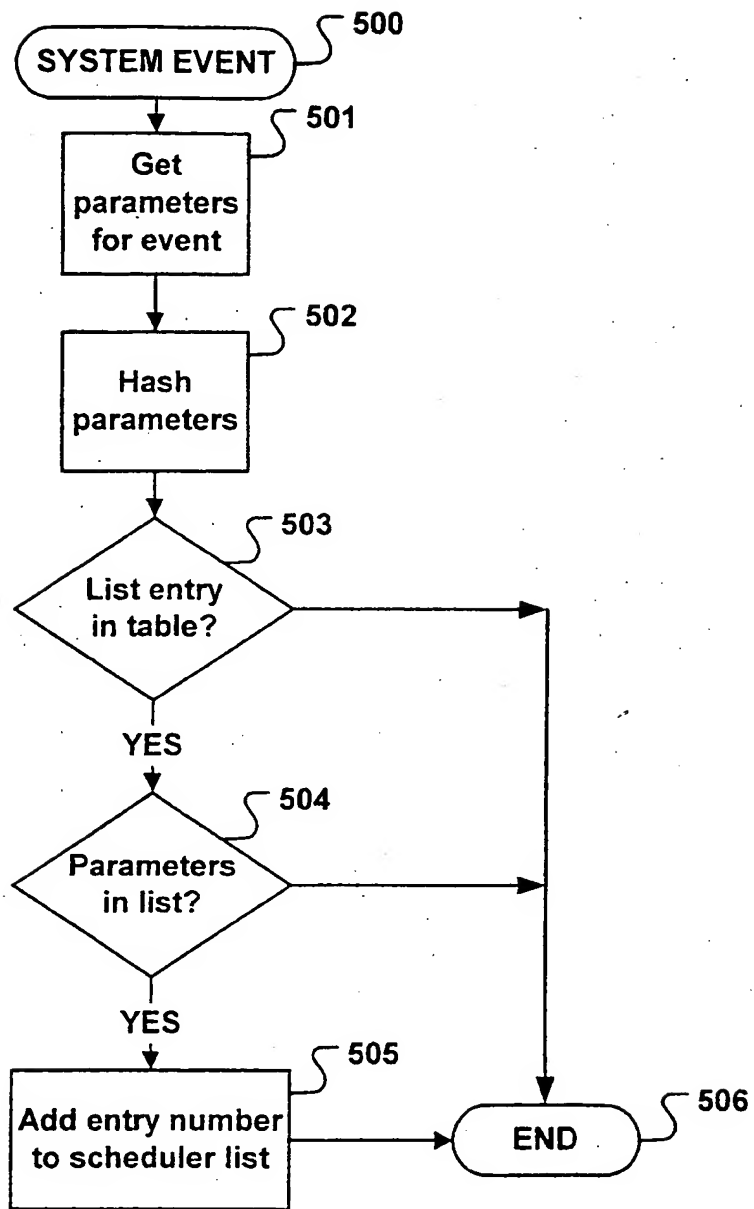 500
SYSTEM EVENT
501
Get
parameters
for event
502
Hash
parameters
503
List entry
in table?
YES
504
Parameters
in list?
YES
505
Add entry number
to scheduler list
END
506